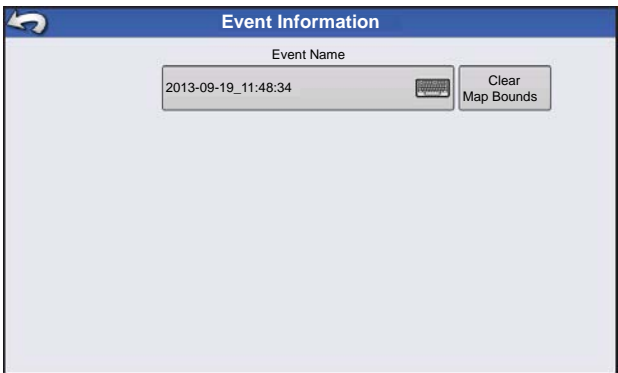 Event Information
Event Name
2013-09-19_11:48:34
Clear
Map Bounds